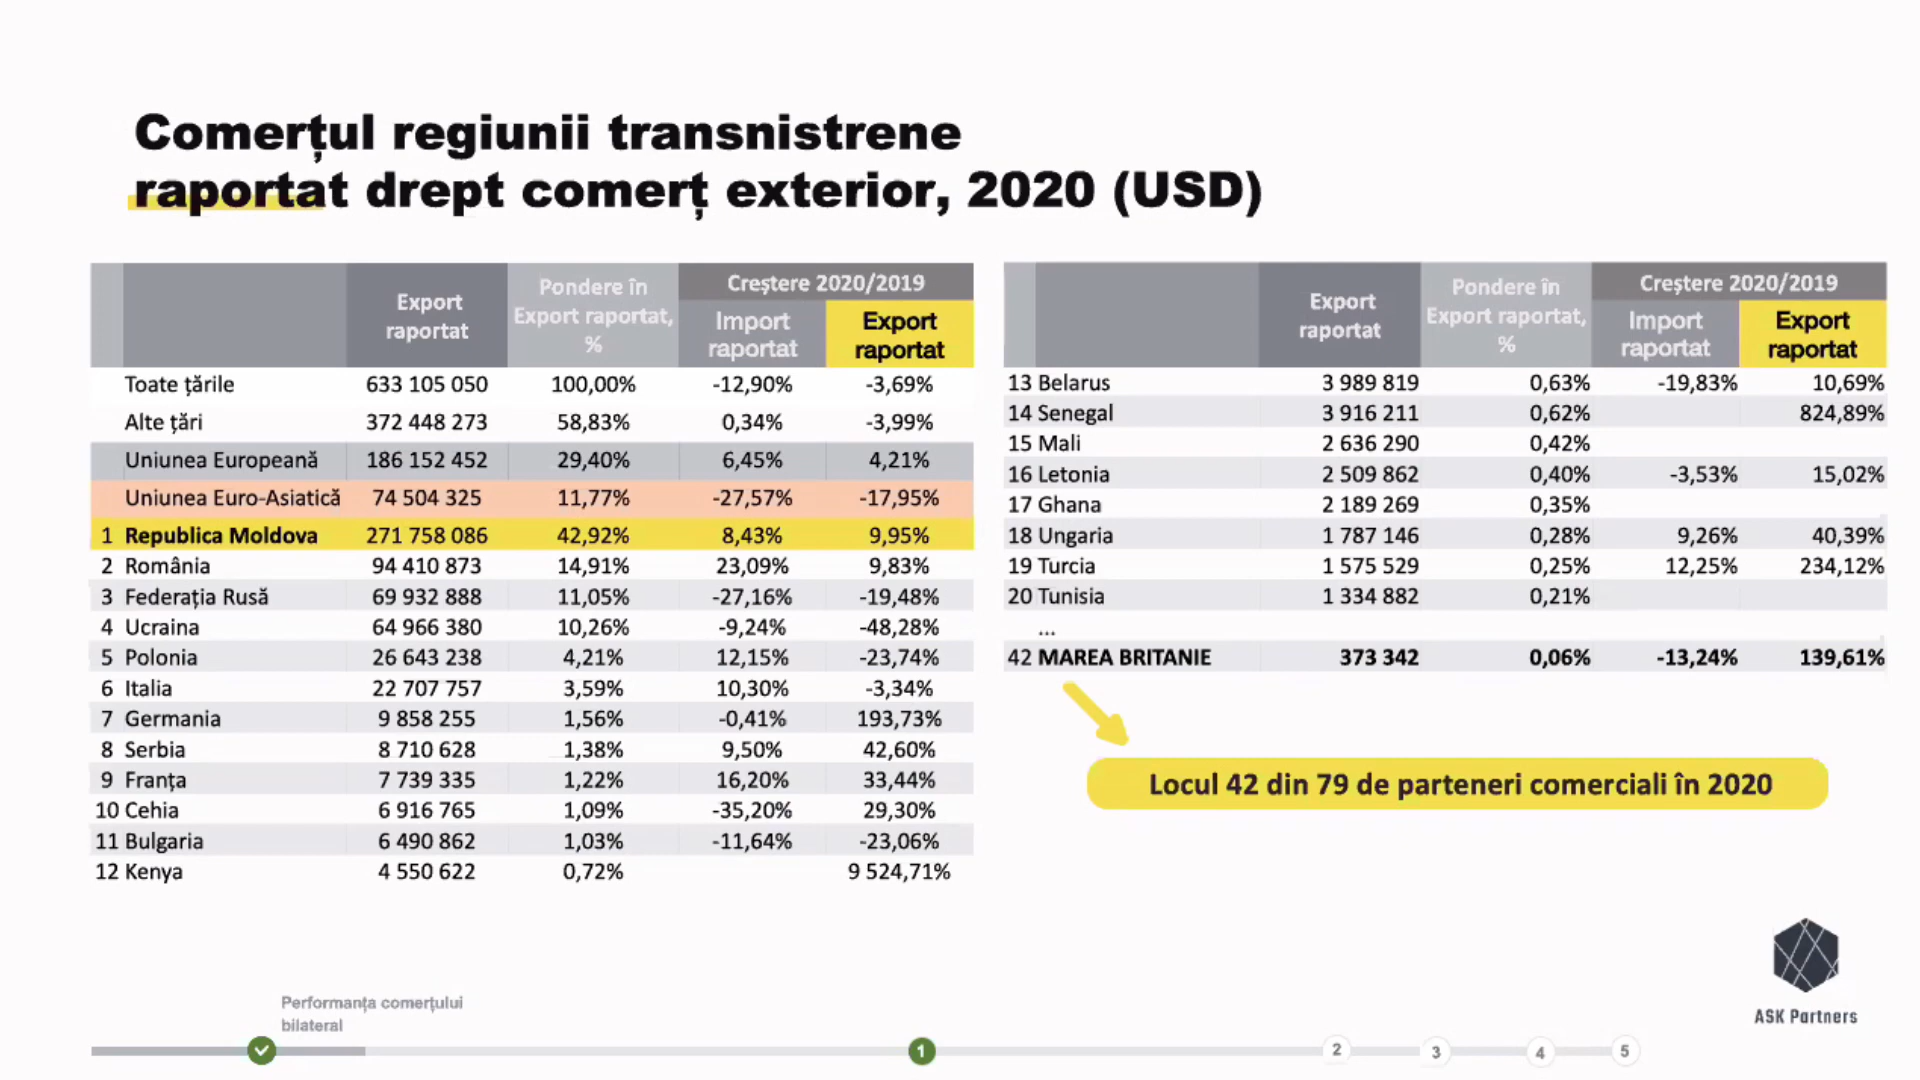 Comerțul regiunii transnistrene
raportat drept comerț exterior, 2020 (USD)
Export raportat Pondere în Export raportat, % Creștere 2020/2019 Import raportat Export raportat
Toate țările 633 105 050 100,00% -12,90% -3,69%
Alte țări 372 448 273 58,83% 0,34% -3,99%
Uniunea Europeană 186 152 452 29,40% 6,45% 4,21%
Uniunea Euro-Asiatică 74 504 325 11,77% -27,57% -17,95%
1 Republica Moldova 271 758 086 42,92% 8,43% 9,95%
2 România 94 410 873 14,91% 23,09% 9,83%
3 Federația Rusă 69 932 888 11,05% -27,16% -19,48%
4 Ucraina 64 966 380 10,26% -9,24% -48,28%
5 Polonia 26 643 238 4,21% 12,15% -23,74%
6 Italia 22 707 757 3,59% 10,30% -3,34%
7 Germania 9 858 255 1,56% -0,41% 193,73%
8 Serbia 8 710 628 1,38% 9,50% 42,60%
9 Franța 7 739 335 1,22% 16,20% 33,44%
10 Cehia 6 916 765 1,09% -35,20% 29,30%
11 Bulgaria 6 490 862 1,03% -11,64% -23,06%
12 Kenya 4 550 622 0,72% 9 524,71%
Export raportat Pondere în Export raportat, % Creștere 2020/2019 Import raportat Export raportat
13 Belarus 3 989 819 0,63% -19,83% 10,69%
14 Senegal 3 916 211 0,62% 824,89%
15 Mali 2 636 290 0,42%
16 Letonia 2 509 862 0,40% -3,53% 15,02%
17 Ghana 2 189 269 0,35%
18 Ungaria 1 787 146 0,28% 9,26% 40,39%
19 Turcia 1 575 529 0,25% 12,25% 234,12%
20 Tunisia 1 334 882 0,21%
...
42 MAREA BRITANIE 373 342 0,06% -13,24% 139,61%
Locul 42 din 79 de parteneri comerciali în 2020
ASK Partners
Performanța comerțului
bilateral
1 2 3 4 5